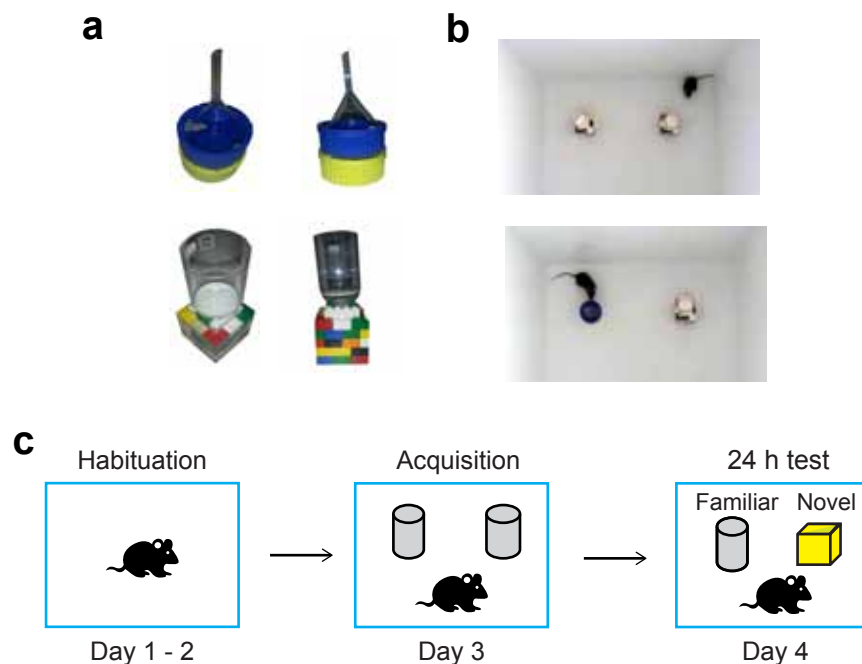 a
b
c
Habituation
Acquisition
24 h test
Familiar
Novel
Day 1 - 2
Day 3
Day 4